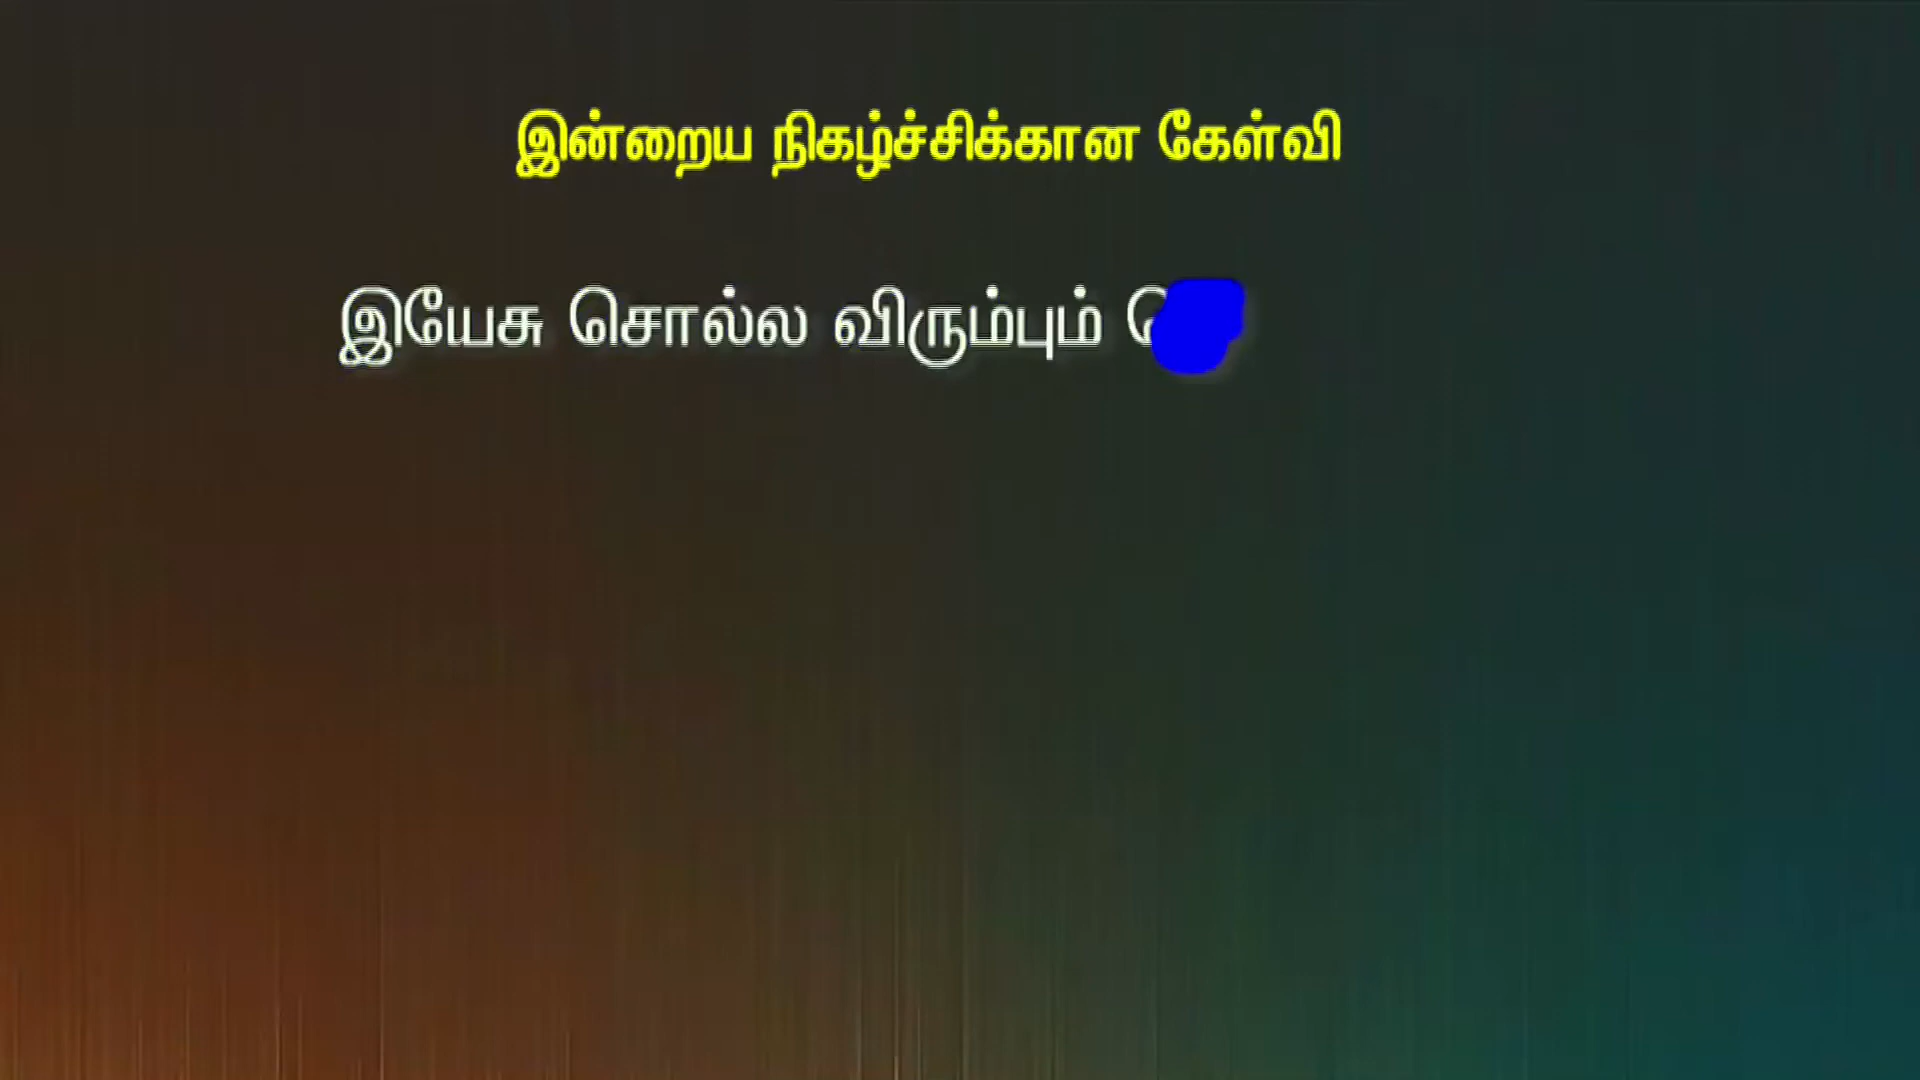 இன்றைய நிகழ்ச்சிக்கான கேள்வி
இயேசு சொல்ல விரும்பும்